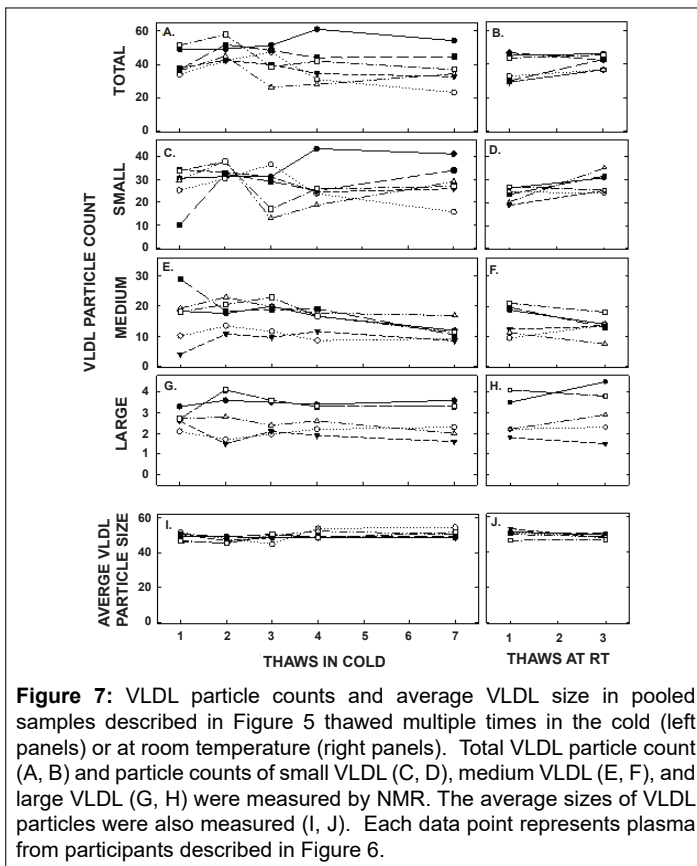 60
A.
B.
40
20
0
TOTAL
40
C.
D.
30
20
10
0
SMALL
30
E.
F.
20
10
0
MEDIUM
4
G.
H.
3
2
1
0
LARGE
VLDL PARTICLE COUNT
60
I.
J.
40
20
0
AVERGE VLDL
PARTICLE SIZE
1 2 3 4 5 6 7 1 2 3
THAWS IN COLD THAWS AT RT
Figure 7: VLDL particle counts and average VLDL size in pooled
samples described in Figure 5 thawed multiple times in the cold (left
panels) or at room temperature (right panels). Total VLDL particle count
(A, B) and particle counts of small VLDL (C, D), medium VLDL (E, F), and
large VLDL (G, H) were measured by NMR. The average sizes of VLDL
particles were also measured (I, J). Each data point represents plasma
from participants described in Figure 6.